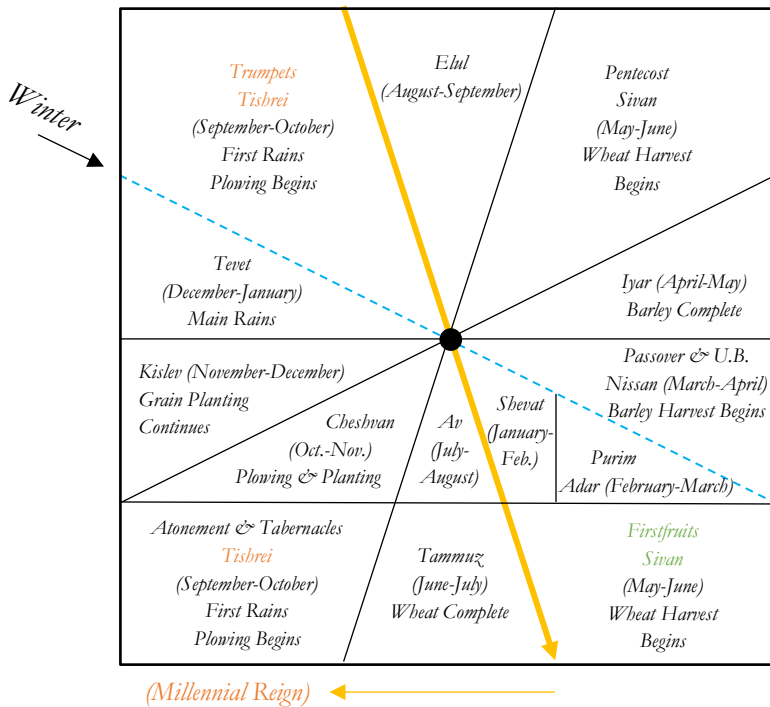 Winter
Trumpets
Tishrei
(September-October)
First Rains
Plowing Begins
Elul
(August-September)
Pentecost
Sivan
(May-June)
Wheat Harvest
Begins
Tevet
(December-January)
Main Rains
Iyar (April-May)
Barley Complete
Kislev (November-December)
Grain Planting
Continues
Cheshvan
(Oct.-Nov.)
Plowing & Planting
Av
(July-
August)
Shevat
(January-
Feb.)
Passover & U.B.
Nissan (March-April)
Barley Harvest Begins
Purim
Adar (February-March)
Atonement & Tabernacles
Tishrei
(September-October)
First Rains
Plowing Begins
Tammuz
(June-July)
Wheat Complete
Firstfruits
Sivan
(May-June)
Wheat Harvest
Begins
(Millennial Reign)